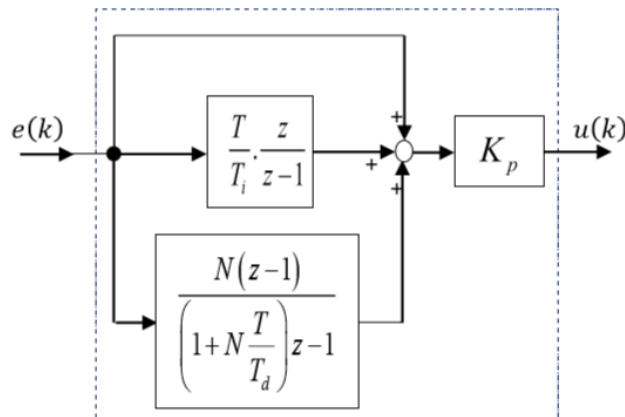 +
e(k)
T/T_i . z/(z−1)
+
+
K_p
u(k)
N(z−1)
(1+N T/T_d)z−1